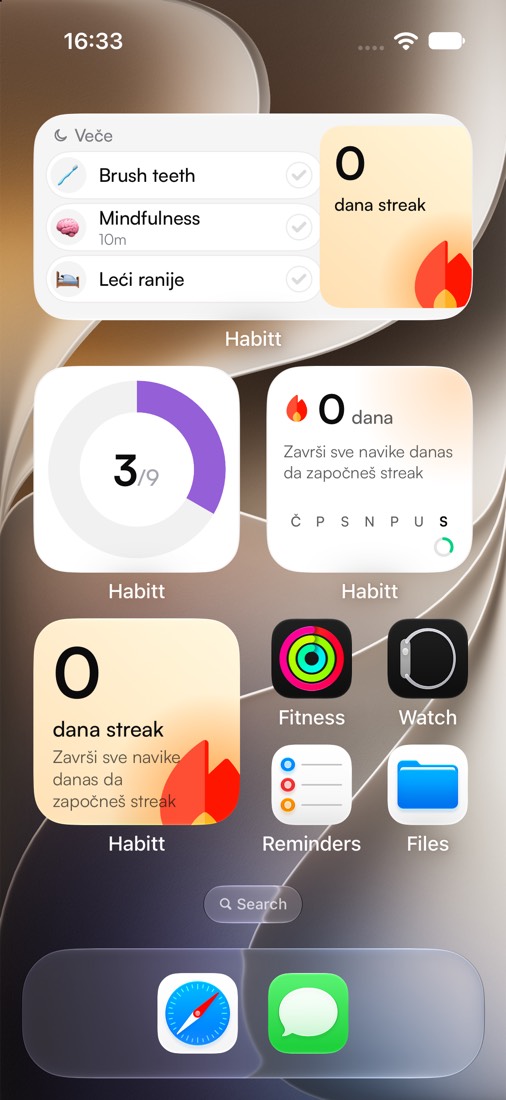 16:33
Veče
Brush teeth
Mindfulness
10m
Leći ranije
0
dana streak
Habitt
3/9
Habitt
0 dana
Završi sve navike danas
da započneš streak
Č P S N P U S
Habitt
0
dana streak
Završi sve navike
danas da
započneš streak
Habitt
Fitness
Watch
Reminders
Files
Search